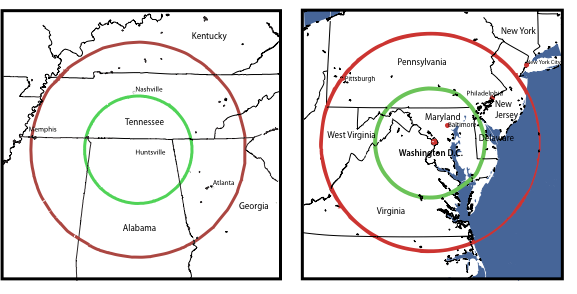 Kentucky
Nashville
Memphis
Tennessee
Huntsville
Atlanta
Georgia
Alabama
New York
Pennsylvania
New York City
Pittsburgh
Philadelphia
New
Jersey
Maryland
Baltimore
West Virginia
Delaware
Washington D.C.
Virginia